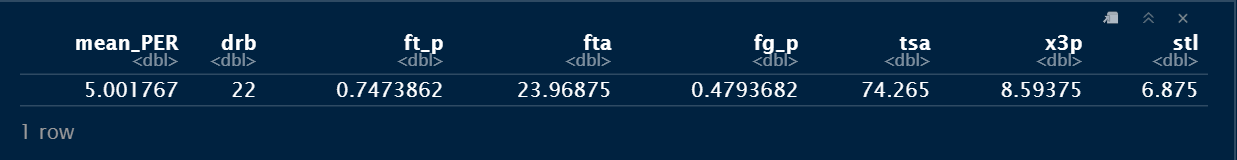 mean_PER drb ft_p fta fg_p tsa x3p stl
<dbl> <dbl> <dbl> <dbl> <dbl> <dbl> <dbl> <dbl>
5.001767 22 0.7473862 23.96875 0.4793682 74.265 8.59375 6.875
1 row